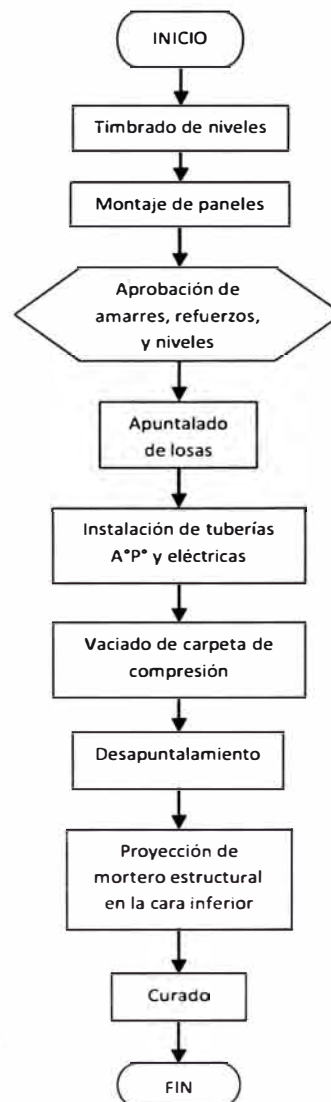 INICIO
Timbrado de niveles
Montaje de paneles
Aprobación de
amarres, refuerzos,
y niveles
Apuntalado
de losas
Instalación de tuberías
A°P° y eléctricas
Vaciado de carpeta de
compresión
Desapuntalamiento
Proyección de
mortero estructural
en la cara inferior
Curado
FIN